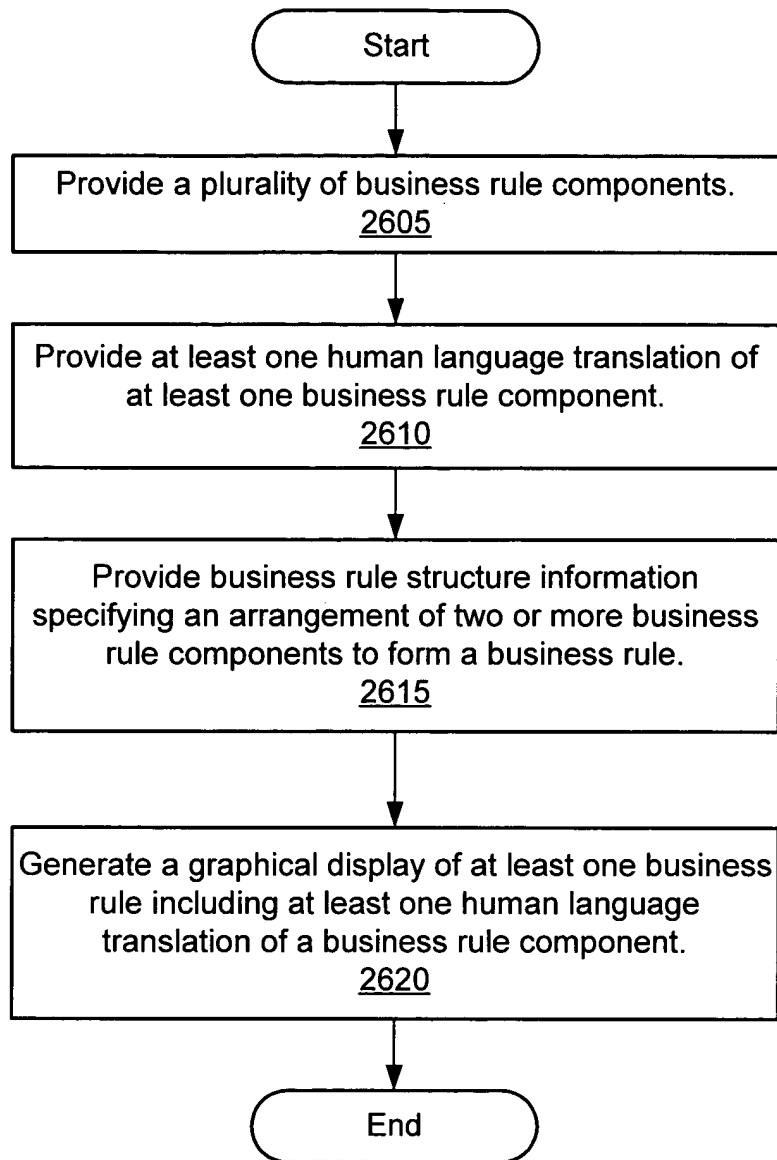 Start
Provide a plurality of business rule components.
2605
Provide at least one human language translation of
at least one business rule component.
2610
Provide business rule structure information
specifying an arrangement of two or more business
rule components to form a business rule.
2615
Generate a graphical display of at least one business
rule including at least one human language
translation of a business rule component.
2620
End